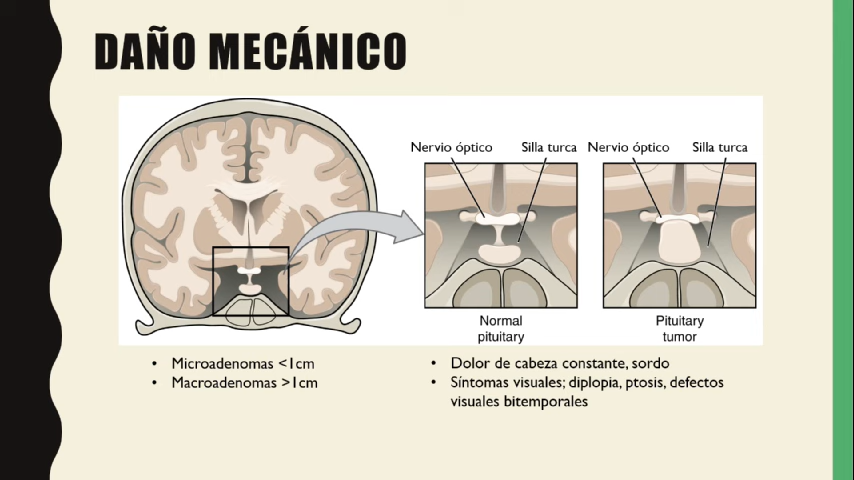 DAÑO MECÁNICO
Nervio óptico
Silla turca
Nervio óptico
Silla turca
Normal
pituitary
Pituitary
tumor
• Microadenomas <1cm
• Macroadenomas >1cm
• Dolor de cabeza constante, sordo
• Síntomas visuales; diplopia, ptosis, defectos
visuales bitemporales